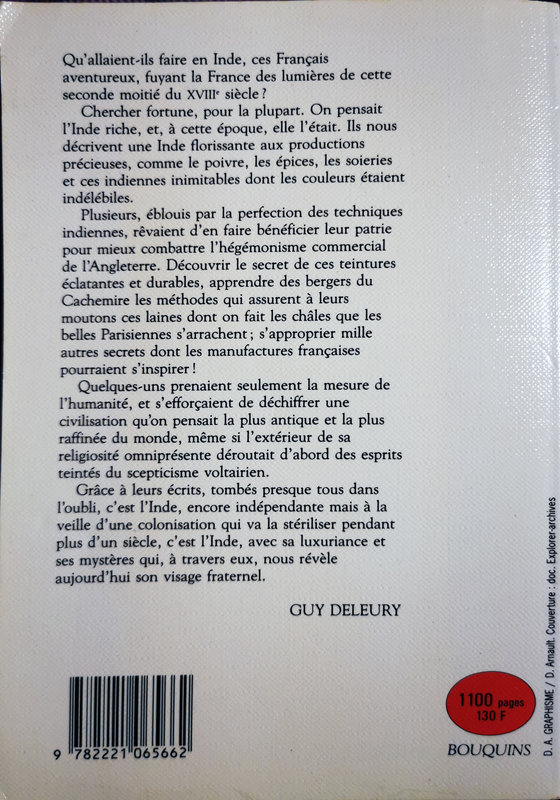 Qu'allaient-ils faire en Inde, ces Français
aventureux, fuyant la France des lumières de cette
seconde moitié du XVIIIe siècle ?
Chercher fortune, pour la plupart. On pensait
l'Inde riche, et, à cette époque, elle l'était. Ils nous
décrivent une Inde florissante aux productions
précieuses, comme le poivre, les épices, les soieries
et ces indiennes inimitables dont les couleurs étaient
indélébiles.
Plusieurs, éblouis par la perfection des techniques
indiennes, rêvaient d'en faire bénéficier leur patrie
pour mieux combattre l'hégémonisme commercial
de l'Angleterre. Découvrir le secret de ces teintures
éclatantes et durables, apprendre des bergers du
Cachemire les méthodes qui assurent à leurs
moutons ces laines dont on fait les châles que les
belles Parisiennes s'arrachent ; s'approprier mille
autres secrets dont les manufactures françaises
pourraient s'inspirer !
Quelques-uns prenaient seulement la mesure de
l'humanité, et s'efforçaient de déchiffrer une
civilisation qu'on pensait la plus antique et la plus
raffinée du monde, même si l'extérieur de sa
religiosité omniprésente déroutait d'abord des esprits
teintés du scepticisme voltairien.
Grâce à leurs écrits, tombés presque tous dans
l'oubli, c'est l'Inde, encore indépendante mais à la
veille d'une colonisation qui va la stériliser pendant
plus d'un siècle, c'est l'Inde, avec sa luxuriance et
ses mystères qui, à travers eux, nous révèle
aujourd'hui son visage fraternel.
GUY DELEURY
9 782221 065662
1100 pages
130 F
BOUQUINS
D. A. GRAPHISME / D. Arnault. Couverture : doc. Explorer-archives